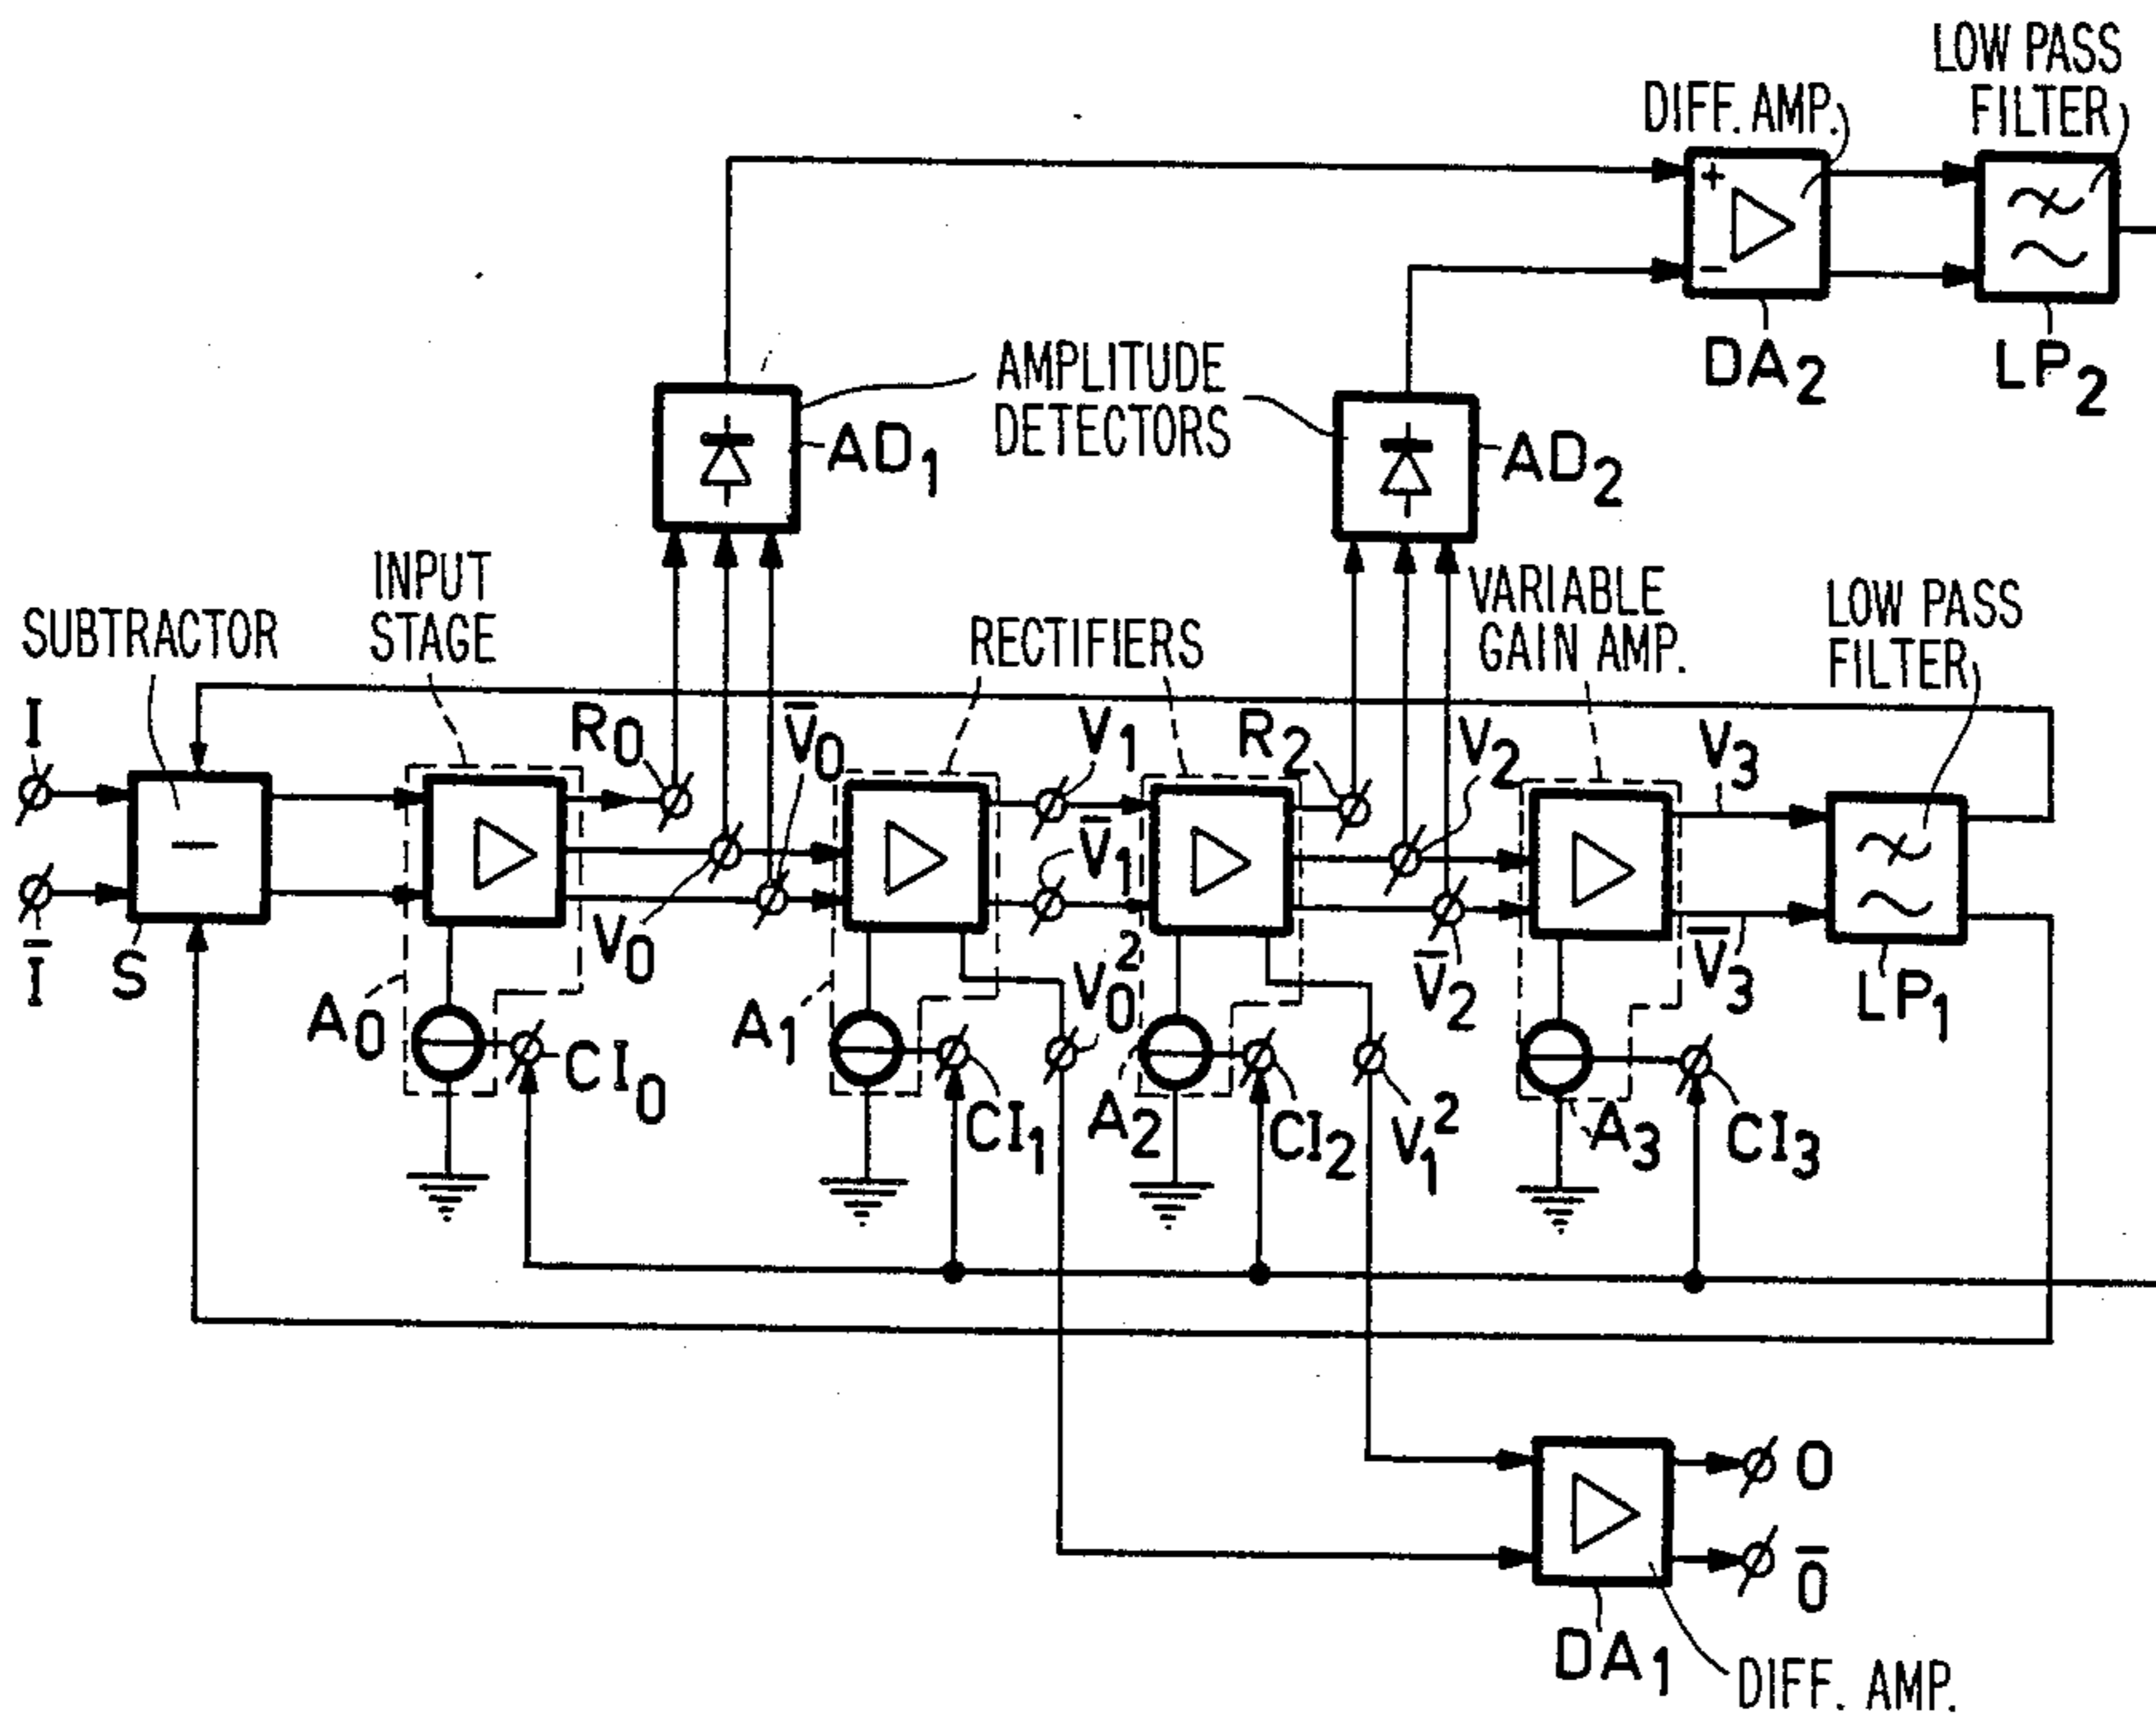 LOW PASS
FILTER
DIFF. AMP.
+
−
DA2
LP2
AMPLITUDE
DETECTORS
AD1
AD2
INPUT
STAGE
SUBTRACTOR
RECTIFIERS
VARIABLE
GAIN AMP.
LOW PASS
FILTER
I
R0
V̅0
V1
R2
V2
V3
−
V̅1
I̅
S
V0
A0
CI0
A1
V0²
CI1
A2
V̅2
CI2
V1²
A3
CI3
V̅3
LP1
O
O̅
DA1
DIFF. AMP.